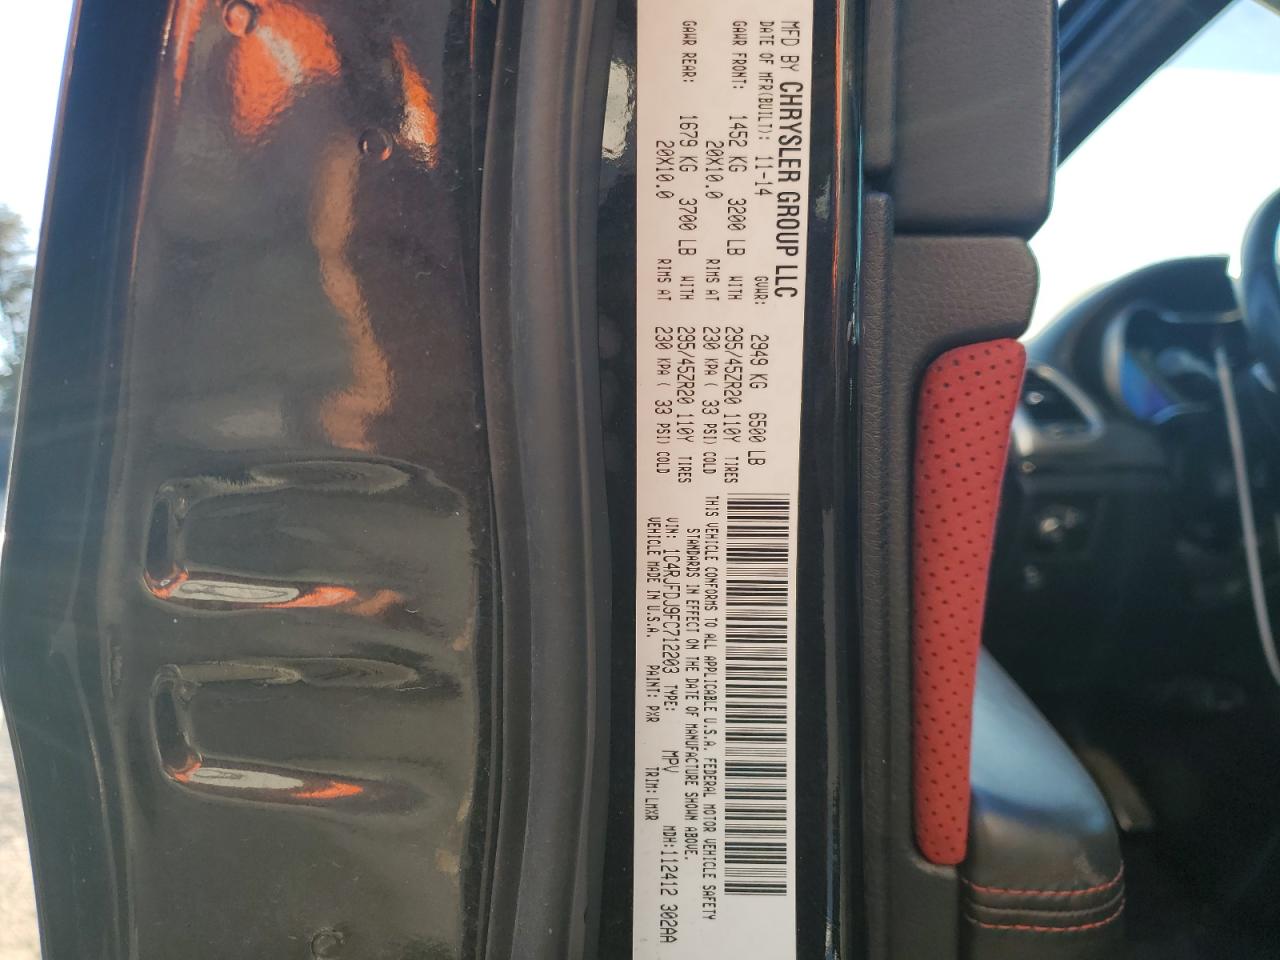 MFD BY CHRYSLER GROUP LLC
DATE OF MFR(BUILT): 11-14 GVWR: 2949 KG 6500 LB
GAWR FRONT: 1452 KG 3200 LB WITH 295/45ZR20 110Y TIRES
20X10.0 RIMS AT 230 KPA ( 33 PSI) COLD
GAWR REAR: 1679 KG 3700 LB WITH 295/45ZR20 110Y TIRES
20X10.0 RIMS AT 230 KPA ( 33 PSI) COLD
THIS VEHICLE CONFORMS TO ALL APPLICABLE U.S.A. FEDERAL MOTOR VEHICLE SAFETY
STANDARDS IN EFFECT ON THE DATE OF MANUFACTURE SHOWN ABOVE.
VIN: 1C4RJFDJ9FC712203 TYPE: MPV MDH:112412 302AA
VEHICLE MADE IN U.S.A. PAINT: PXR TRIM: LMXR